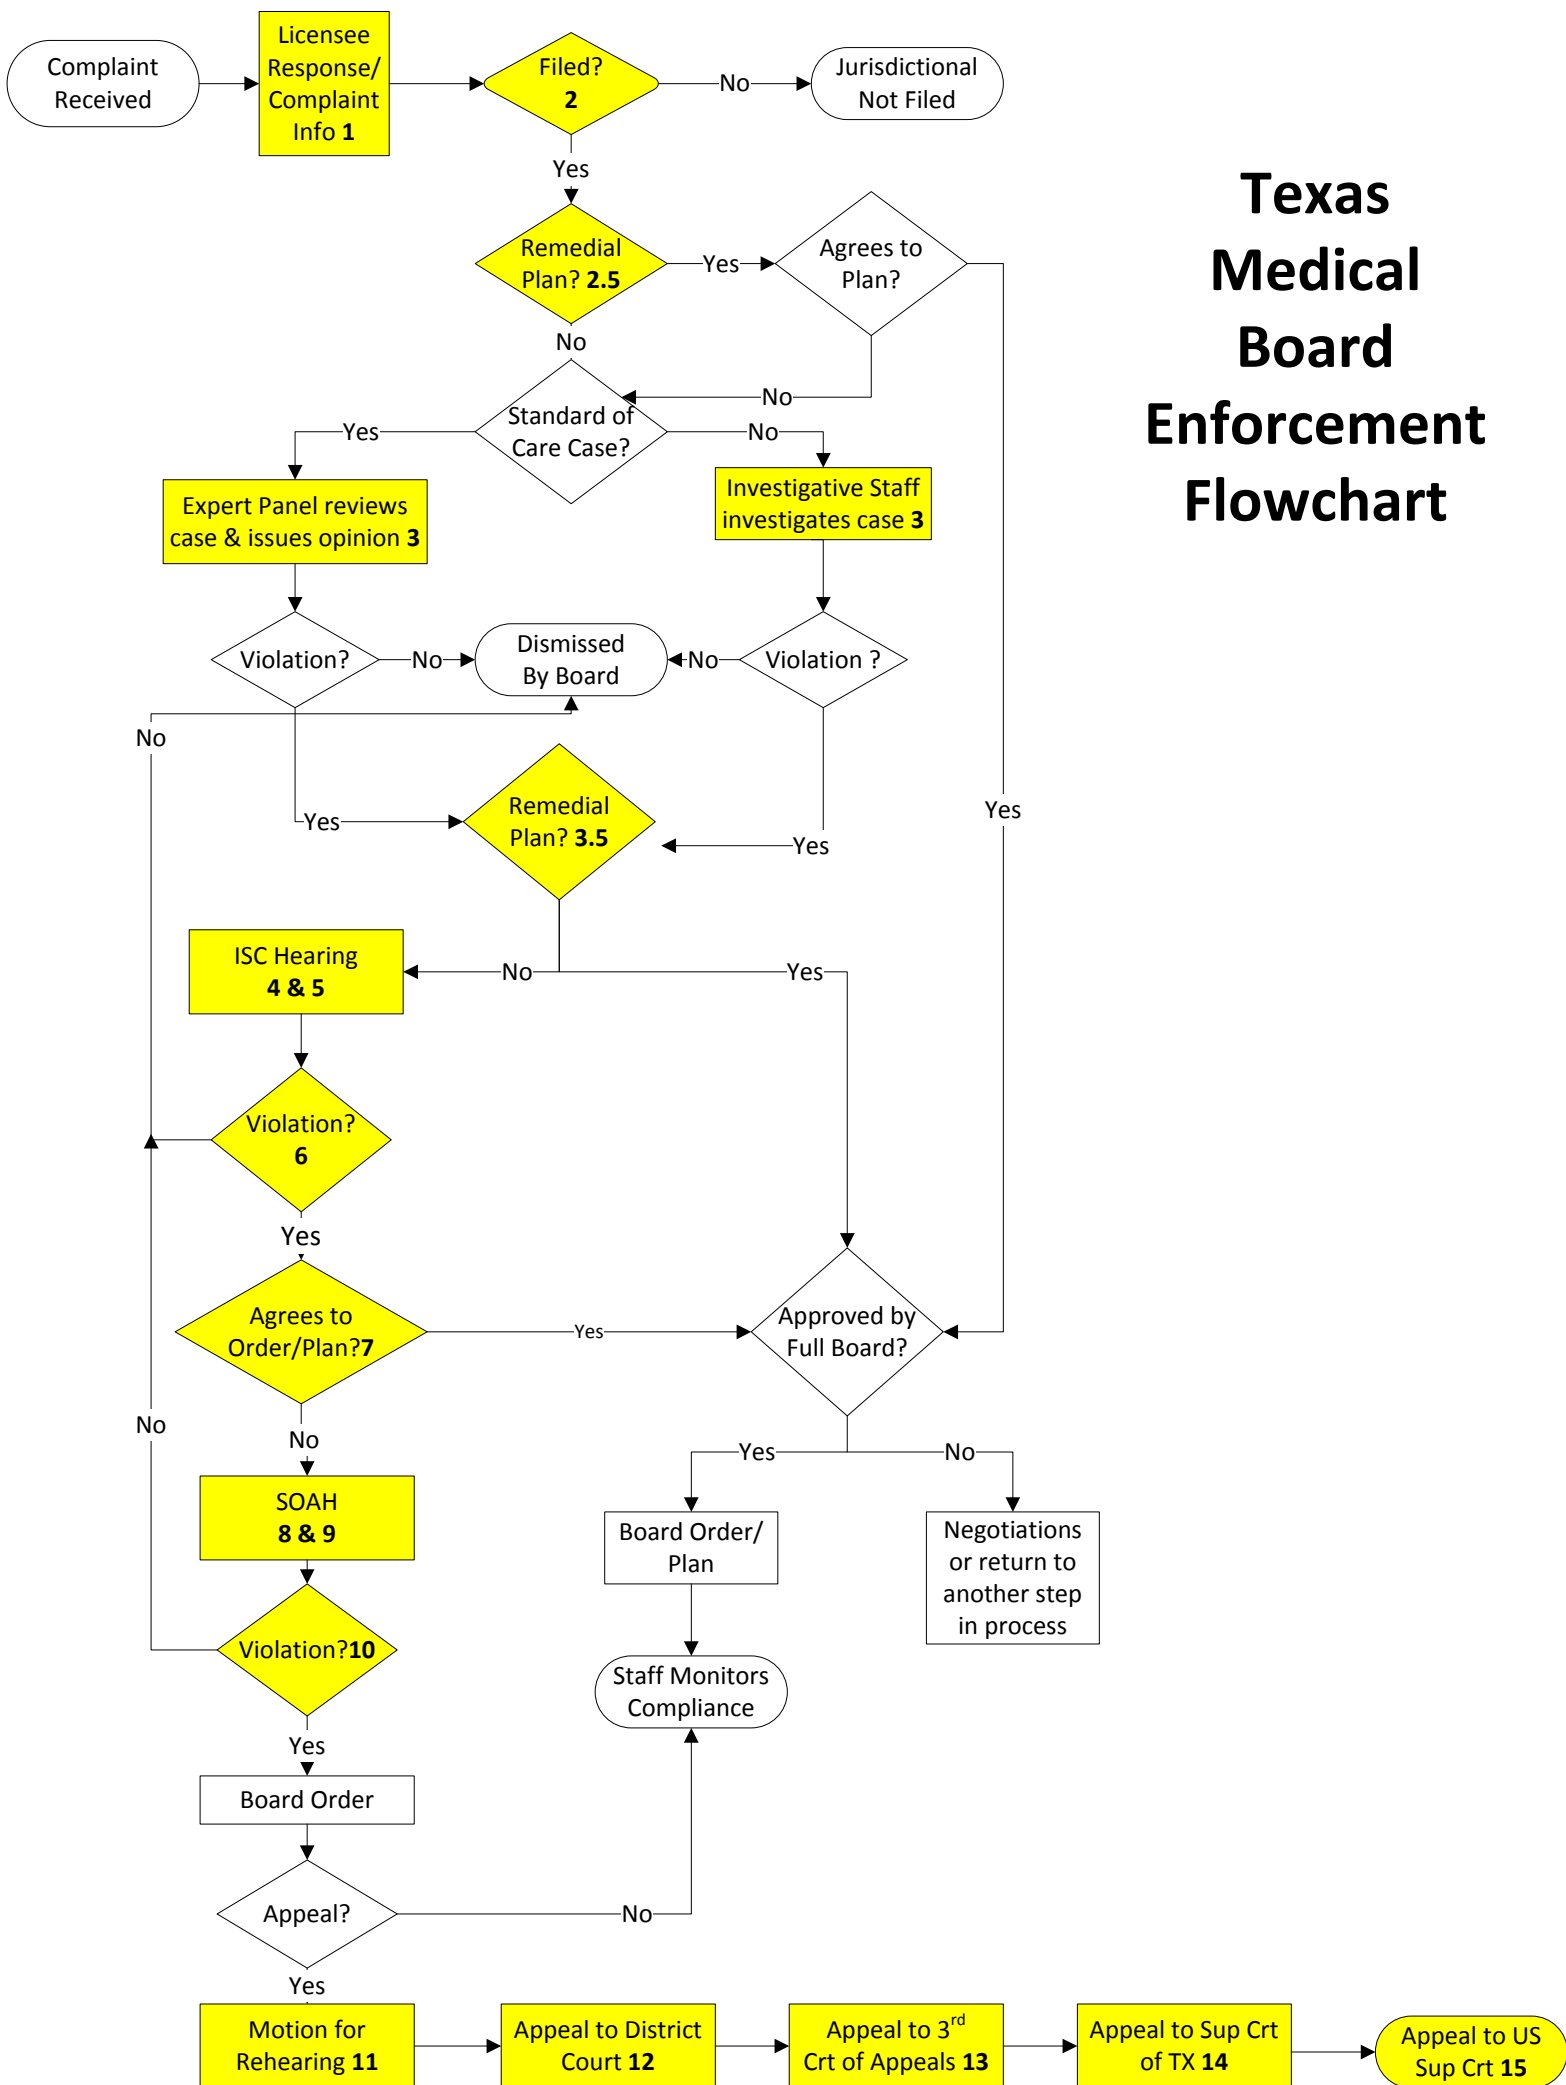 Complaint
Received
Licensee
Response/
Complaint
Info 1
Filed?
2
No
Jurisdictional
Not Filed
Texas
Medical
Board
Enforcement
Flowchart
Yes
Remedial
Plan? 2.5
Yes
Agrees to
Plan?
No
No
Standard of
Care Case?
Yes
No
Expert Panel reviews
case & issues opinion 3
Investigative Staff
investigates case 3
Violation?
No
Dismissed
By Board
No
Violation ?
No
Remedial
Plan? 3.5
Yes
Yes
Yes
ISC Hearing
4 & 5
No
Yes
Violation?
6
Yes
Agrees to
Order/Plan?7
Yes
Approved by
Full Board?
No
No
Yes
No
SOAH
8 & 9
Board Order/
Plan
Negotiations
or return to
another step
in process
Violation?10
Staff Monitors
Compliance
Yes
Board Order
Appeal?
No
Yes
Motion for
Rehearing 11
Appeal to District
Court 12
Appeal to 3rd
Crt of Appeals 13
Appeal to Sup Crt
of TX 14
Appeal to US
Sup Crt 15